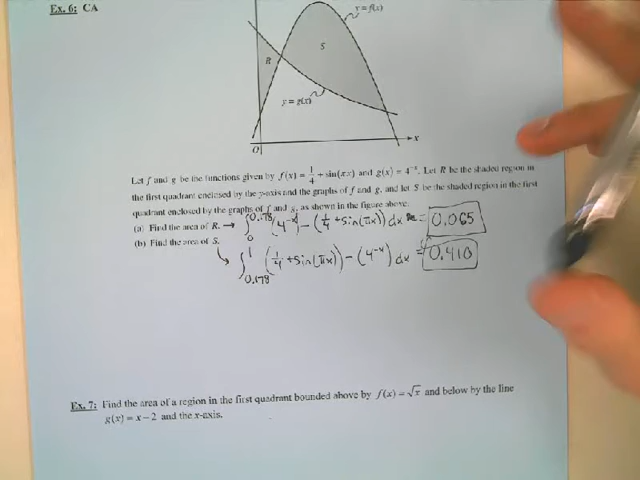 Ex. 6: CA
y = f(x)
S
R
y = g(x)
O
x
Let f and g be the functions given by f(x) = 1/4 + sin(πx) and g(x) = 4^-x. Let R be the shaded region in
the first quadrant enclosed by the y-axis and the graphs of f and g, and let S be the shaded region in the first
quadrant enclosed by the graphs of f and g, as shown in the figure above.
(a) Find the area of R. → ∫_0^0.178 (4^-x) - (1/4 + sin(πx)) dx = 0.065
(b) Find the area of S.
↳ ∫_0.178^1 (1/4 + sin(πx)) - (4^-x) dx = 0.410
Ex. 7: Find the area of a region in the first quadrant bounded above by f(x) = √x and below by the line
g(x) = x - 2 and the x-axis.